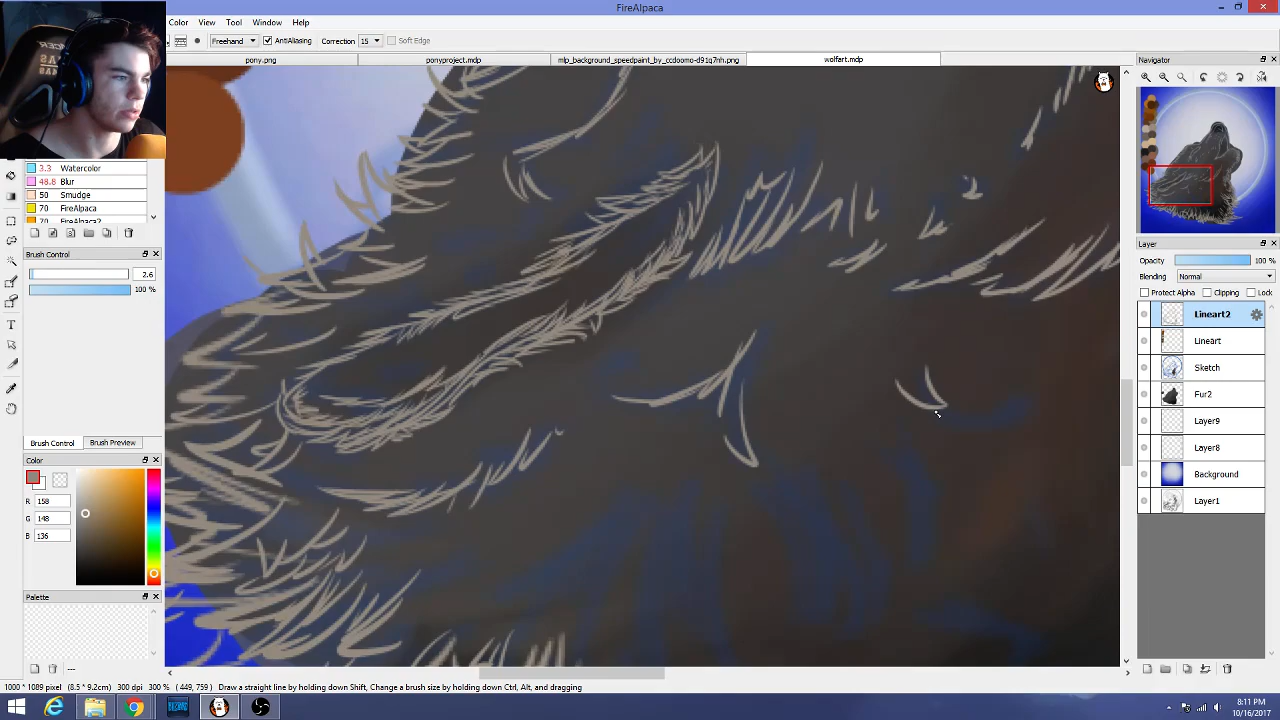 FireAlpaca
Color View Tool Window Help
Freehand AntiAliasing Correction 15 Soft Edge
pony.png ponyproject.mdp mlp_background_speedpaint_by_ccdoomo-d91q7nh.png wolfart.mdp
Navigator
3.3 Watercolor
48.8 Blur
50 Smudge
70 FireAlpaca
70 FireAlpaca2
Brush Control
2.6
100 %
Brush Control Brush Preview
Color
R 158
G 148
B 136
Palette
---
Layer
Opacity 100 %
Blending Normal
Protect Alpha Clipping Lock
Lineart2
Lineart
Sketch
Fur2
Layer9
Layer8
Background
Layer1
1000 * 1089 pixel (8.5 * 9.2cm) 300 dpi 300 % (449, 759) Draw a straight line by holding down Shift, Change a brush size by holding down Ctrl, Alt, and dragging
8:11 PM
10/16/2017